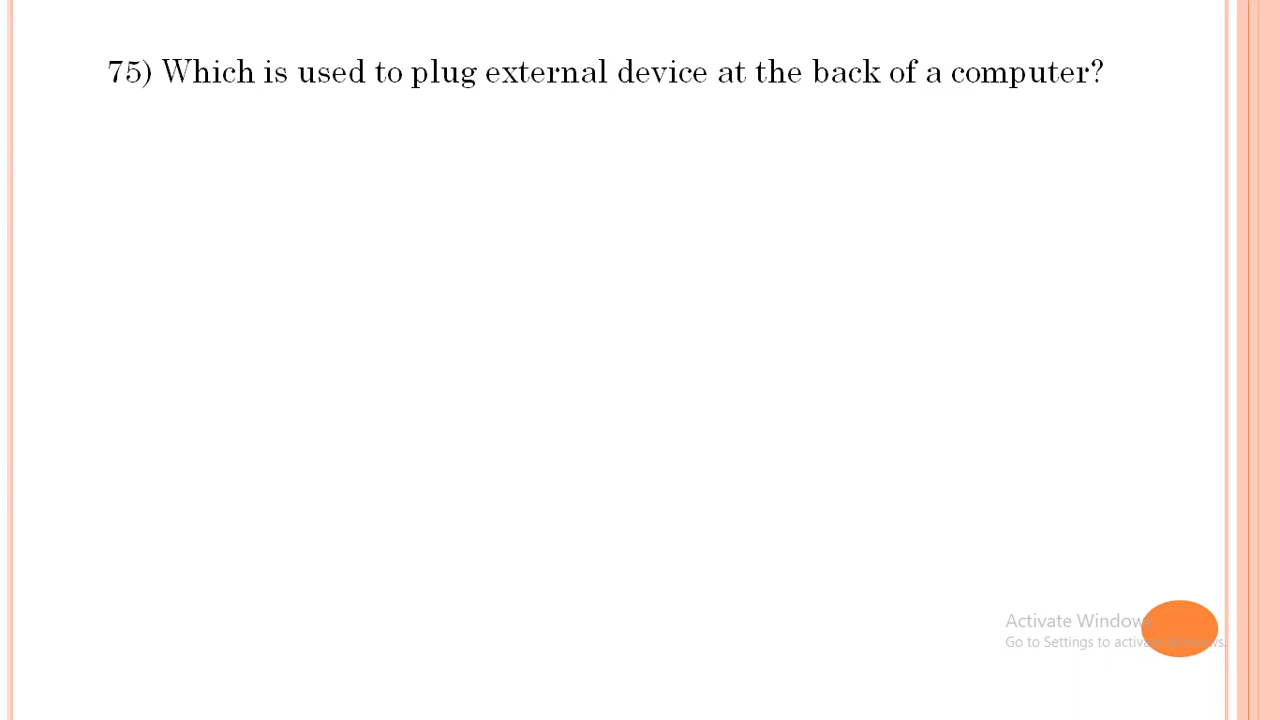 75) Which is used to plug external device at the back of a computer?
Activate Windows
Go to Settings to activate Windows.